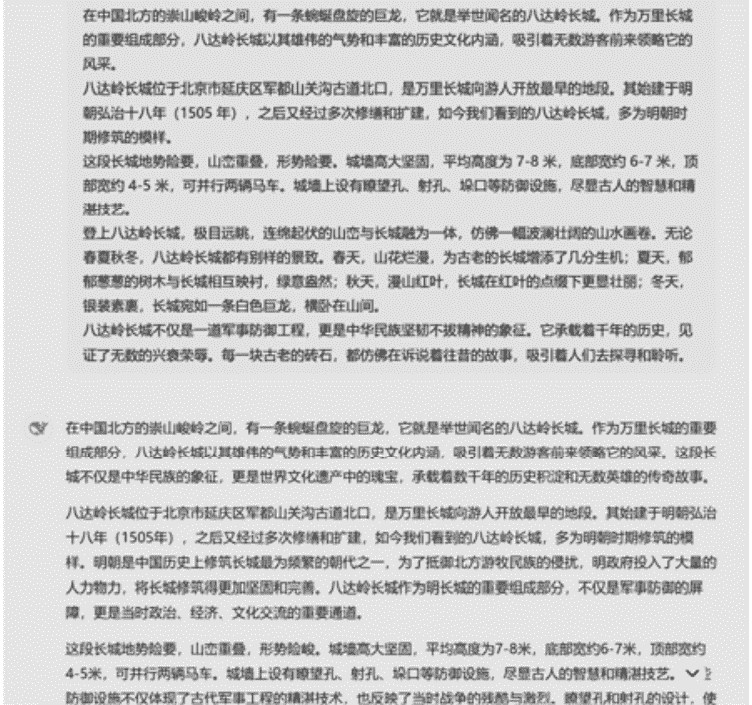 在中国北方的崇山峻岭之间，有一条蜿蜒盘旋的巨龙，它就是举世闻名的八达岭长城。作为万里长城
的重要组成部分，八达岭长城以其雄伟的气势和丰富的历史文化内涵，吸引着无数游客前来领略它的
风采。
八达岭长城位于北京市延庆区军都山关沟古道北口，是万里长城向游人开放最早的地段。其始建于明
朝弘治十八年（1505 年），之后又经过多次修缮和扩建，如今我们看到的八达岭长城，多为明朝时
期修筑的模样。
这段长城地势险要，山峦重叠，形势险要。城墙高大坚固，平均高度为 7-8 米，底部宽约 6-7 米，顶
部宽约 4-5 米，可并行两辆马车。城墙上设有瞭望孔、射孔、垛口等防御设施，尽显古人的智慧和精
湛技艺。
登上八达岭长城，极目远眺，连绵起伏的山峦与长城融为一体，仿佛一幅波澜壮阔的山水画卷。无论
春夏秋冬，八达岭长城都有别样的景致。春天，山花烂漫，为古老的长城增添了几分生机；夏天，郁
郁葱葱的树木与长城相互映衬，绿意盎然；秋天，漫山红叶，长城在红叶的点缀下更显壮丽；冬天，
银装素裹，长城宛如一条白色巨龙，横卧在山间。
八达岭长城不仅是一道军事防御工程，更是中华民族坚韧不拔精神的象征。它承载着千年的历史，见
证了无数的兴衰荣辱。每一块古老的砖石，都仿佛在诉说着往昔的故事，吸引着人们去探寻和聆听。
在中国北方的崇山峻岭之间，有一条蜿蜒盘旋的巨龙，它就是举世闻名的八达岭长城。作为万里长城的重要
组成部分，八达岭长城以其雄伟的气势和丰富的历史文化内涵，吸引着无数游客前来领略它的风采。这段长
城不仅是中华民族的象征，更是世界文化遗产中的瑰宝，承载着数千年的历史积淀和无数英雄的传奇故事。
八达岭长城位于北京市延庆区军都山关沟古道北口，是万里长城向游人开放最早的地段。其始建于明朝弘治
十八年（1505年），之后又经过多次修缮和扩建，如今我们看到的八达岭长城，多为明朝时期修筑的模
样。明朝是中国历史上修筑长城最为频繁的朝代之一，为了抵御北方游牧民族的侵扰，明政府投入了大量的
人力物力，将长城修筑得更加坚固和完善。八达岭长城作为明长城的重要组成部分，不仅是军事防御的屏
障，更是当时政治、经济、文化交流的重要通道。
这段长城地势险要，山峦重叠，形势险峻。城墙高大坚固，平均高度为7-8米，底部宽约6-7米，顶部宽约
4-5米，可并行两辆马车。城墙上设有瞭望孔、射孔、垛口等防御设施，尽显古人的智慧和精湛技艺。
防御设施不仅体现了古代军事工程的精湛技术，也反映了当时战争的残酷与激烈。瞭望孔和射孔的设计，使